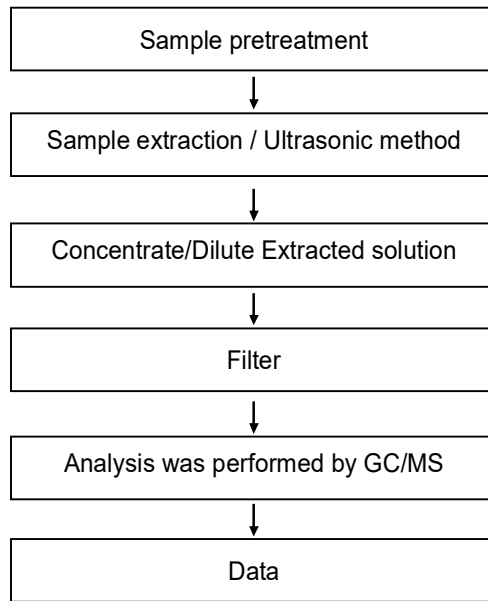 Sample pretreatment
Sample extraction / Ultrasonic method
Concentrate/Dilute Extracted solution
Filter
Analysis was performed by GC/MS
Data